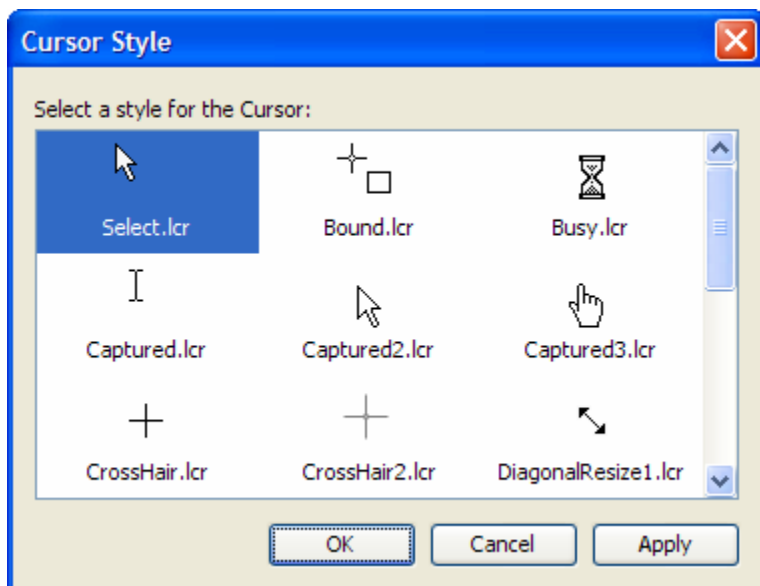 Cursor Style
Select a style for the Cursor:
Select.lcr Bound.lcr Busy.lcr
Captured.lcr Captured2.lcr Captured3.lcr
CrossHair.lcr CrossHair2.lcr DiagonalResize1.lcr
OK Cancel Apply